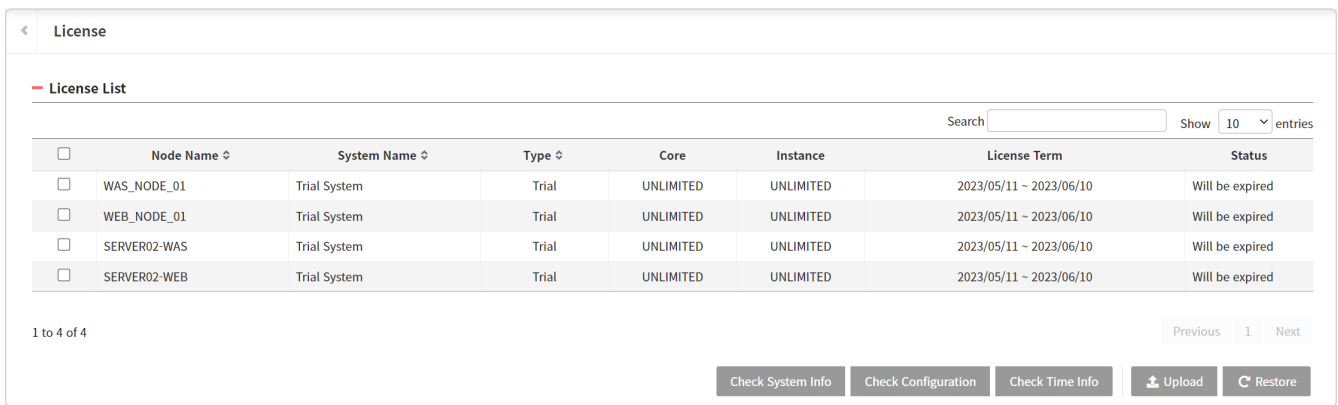 License
License List
Search Show 10 entries
Node Name System Name Type Core Instance License Term Status
WAS_NODE_01 Trial System Trial UNLIMITED UNLIMITED 2023/05/11 ~ 2023/06/10 Will be expired
WEB_NODE_01 Trial System Trial UNLIMITED UNLIMITED 2023/05/11 ~ 2023/06/10 Will be expired
SERVER02-WAS Trial System Trial UNLIMITED UNLIMITED 2023/05/11 ~ 2023/06/10 Will be expired
SERVER02-WEB Trial System Trial UNLIMITED UNLIMITED 2023/05/11 ~ 2023/06/10 Will be expired
1 to 4 of 4 Previous 1 Next
Check System Info Check Configuration Check Time Info Upload Restore